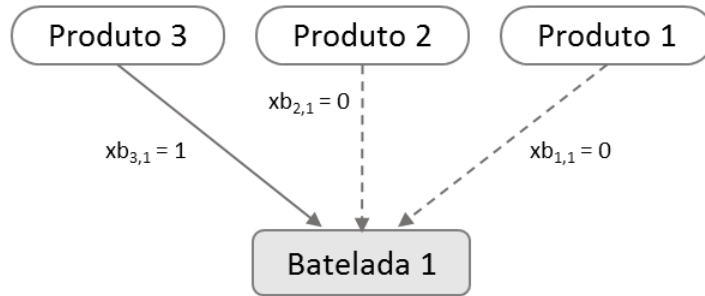 Produto 3 Produto 2 Produto 1
xb2,1 = 0
xb3,1 = 1 xb1,1 = 0
Batelada 1